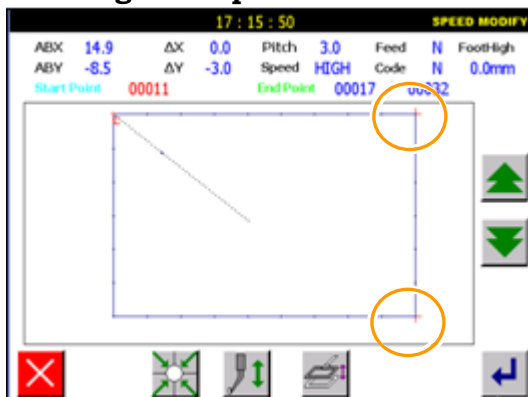 17 : 15 : 50 SPEED MODIFY
ABX 14.9 ΔX 0.0 Pitch 3.0 Feed N FootHigh
ABY -8.5 ΔY -3.0 Speed HIGH Code N 0.0mm
Start Point 00011 End Point 00017 00032